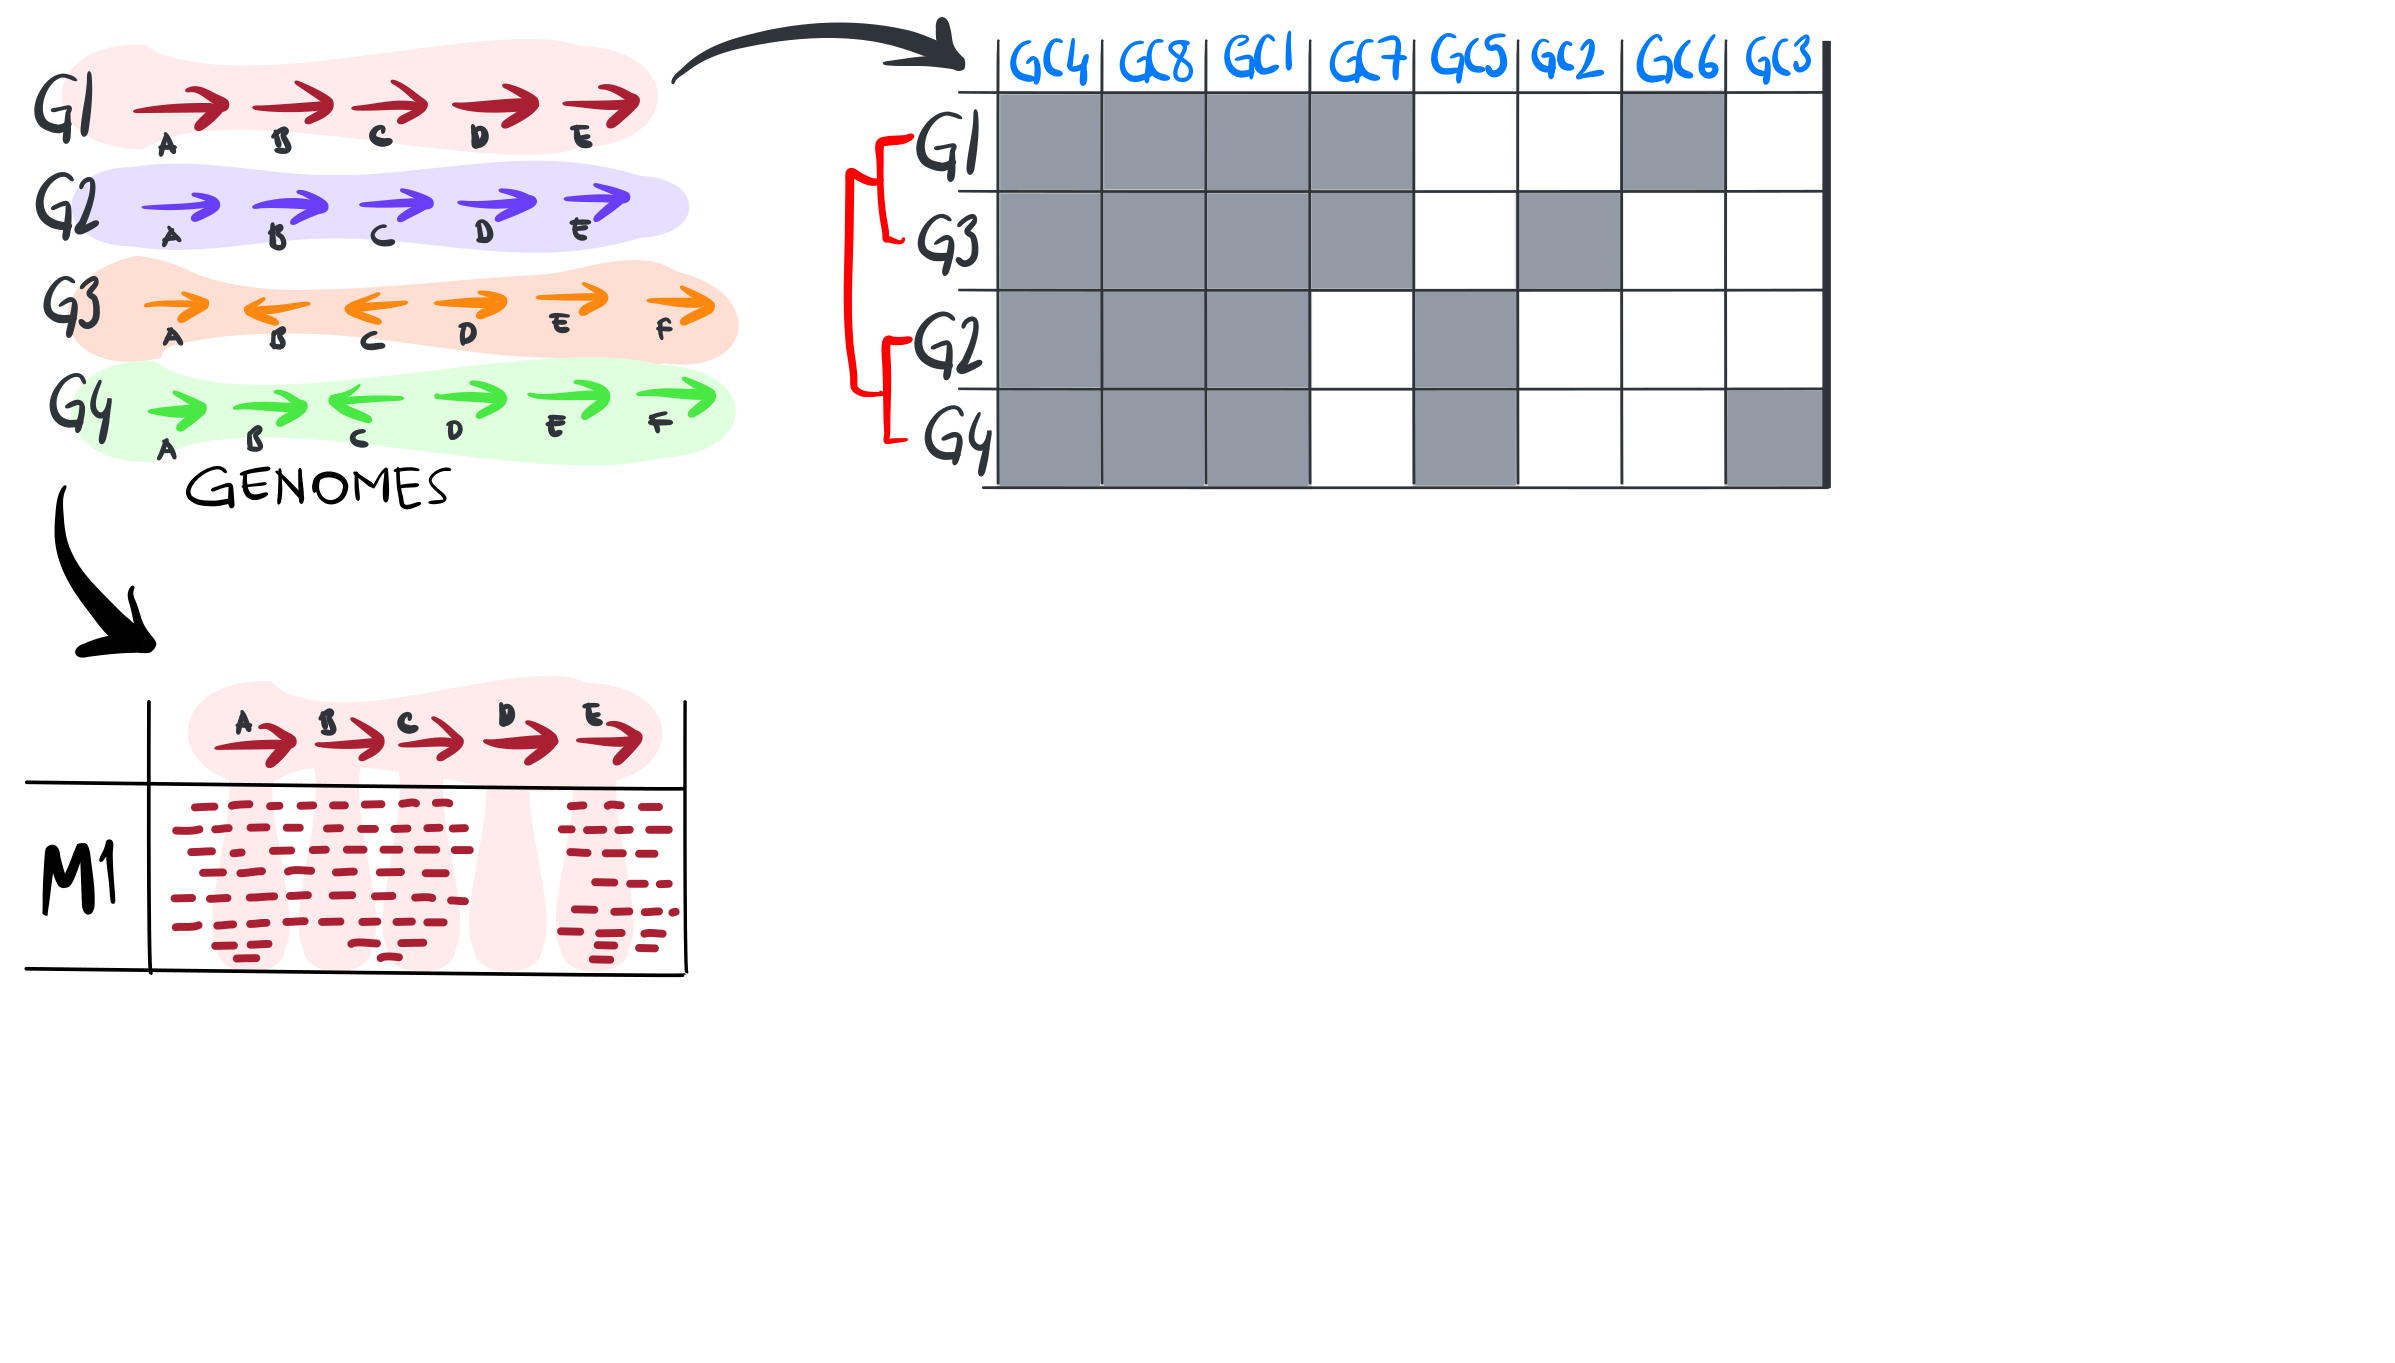 G1 A B C D E
G2 A B C D E
G3 A B C D E F
G4 A B C D E F
GENOMES
GC4 GC8 GC1 GC7 GC5 GC2 GC6 GC3
G1
G3
G2
G4
A B C D E
M1